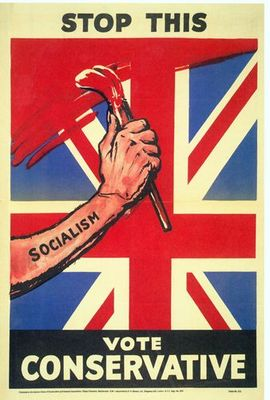 STOP THIS
SOCIALISM
VOTE
CONSERVATIVE